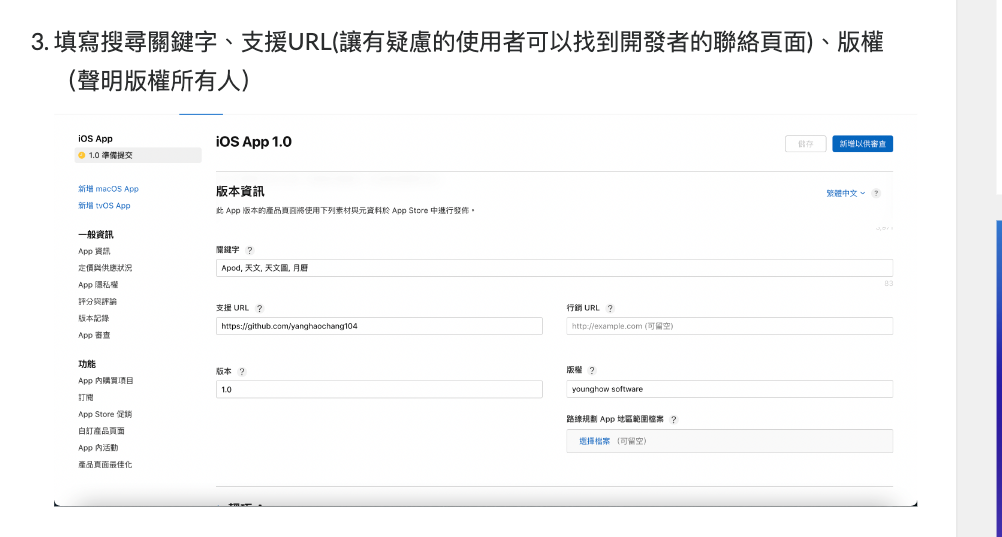 3. 填寫搜尋關鍵字、支援URL(讓有疑慮的使用者可以找到開發者的聯絡頁面)、版權
（聲明版權所有人）
iOS App
1.0 準備提交
新增 macOS App
新增 tvOS App
一般資訊
App 資訊
定價與供應狀況
App 隱私權
評分與評論
版本記錄
App 審查
功能
App 內購買項目
訂閱
App Store 促銷
自訂產品頁面
App 內活動
產品頁面最佳化
iOS App 1.0
儲存
新增以供審查
版本資訊
繁體中文 ?
此 App 版本的產品頁面將使用下列素材與元資料於 App Store 中進行發佈。
關鍵字 ?
Apod, 天文, 天文圖, 月曆
83
支援 URL ?
https://github.com/yanghaochang104
行銷 URL ?
http://example.com (可留空)
版本 ?
1.0
版權 ?
younghow software
路線規劃 App 地區範圍檔案 ?
選擇檔案 (可留空)